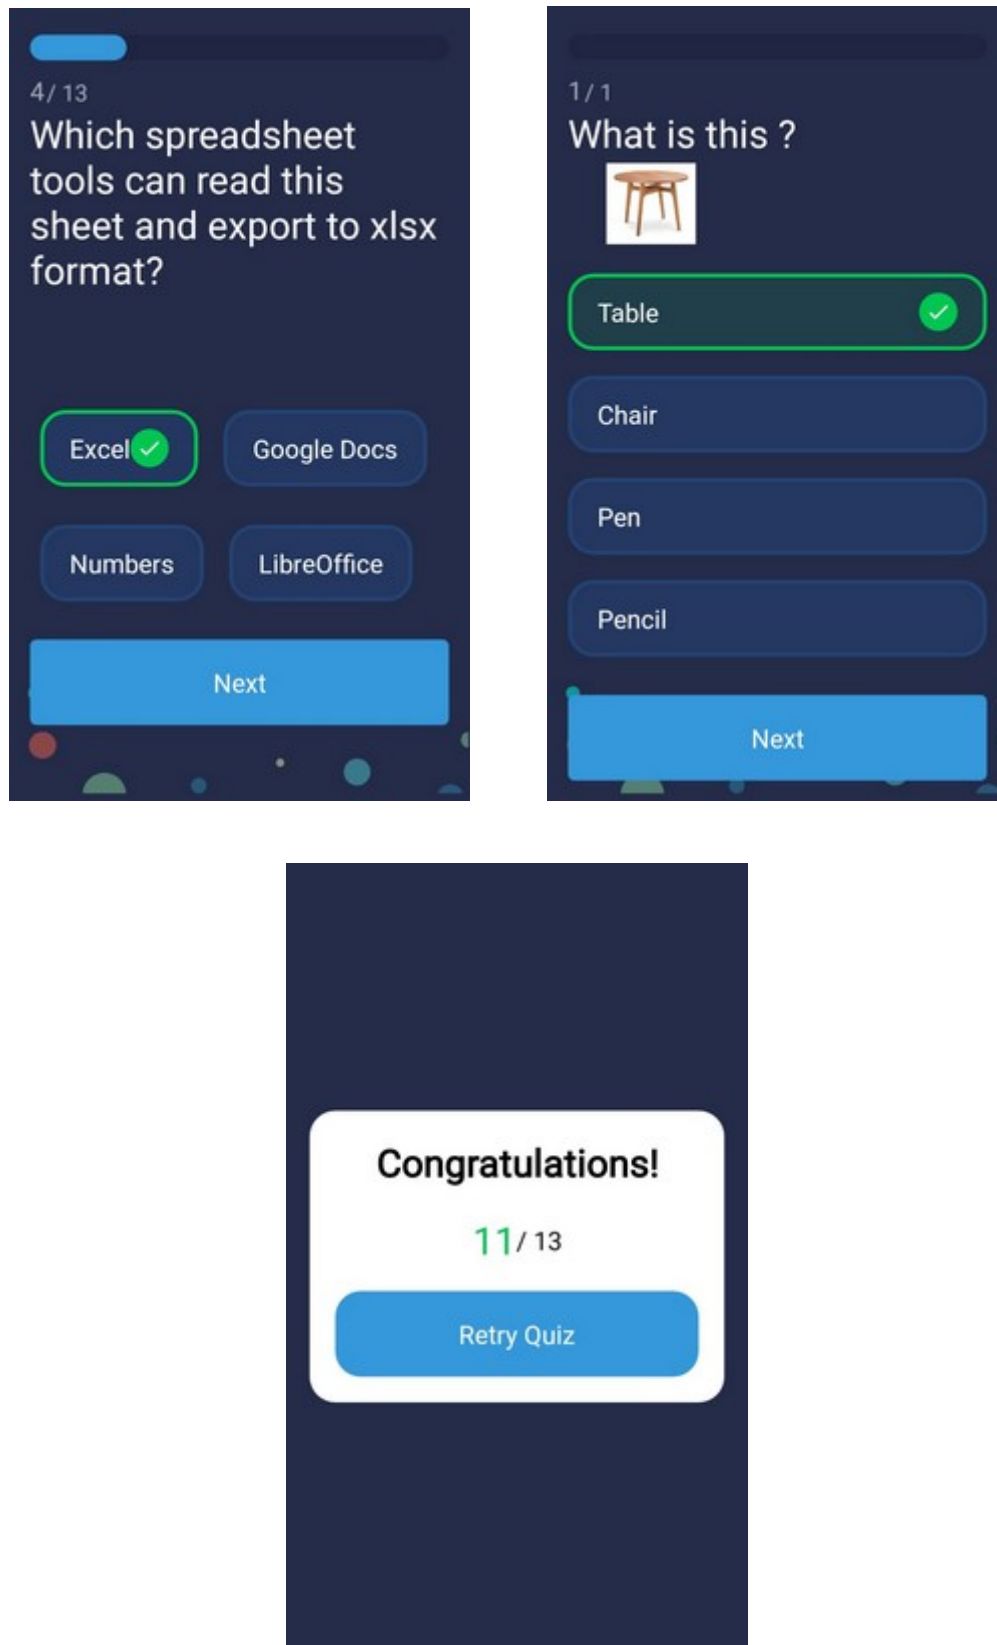 4/ 13
Which spreadsheet
tools can read this
sheet and export to xlsx
format?
Excel
Google Docs
Numbers
LibreOffice
Next
1/ 1
What is this ?
Table
Chair
Pen
Pencil
Next
Congratulations!
11/ 13
Retry Quiz